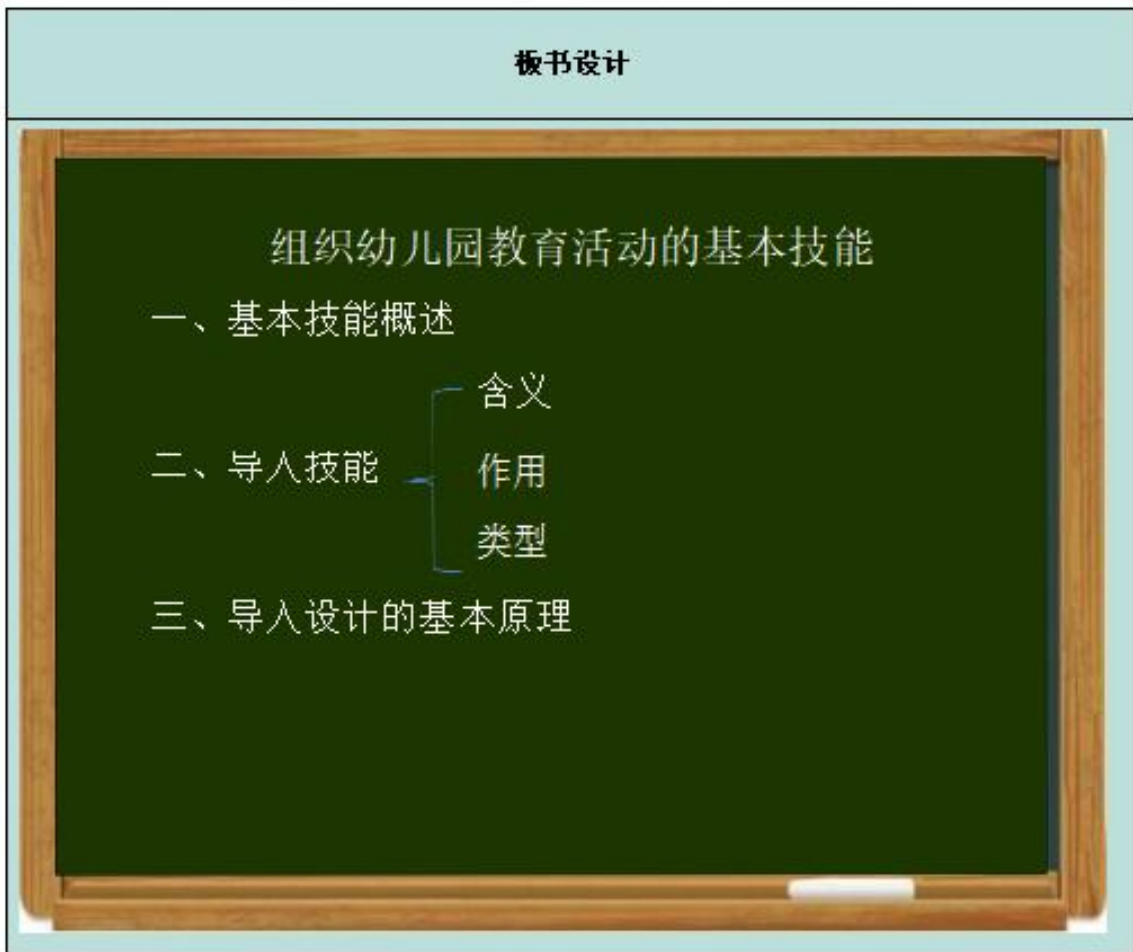 板书设计
组织幼儿园教育活动的基本技能
一、基本技能概述
含义
二、导入技能
作用
类型
三、导入设计的基本原理